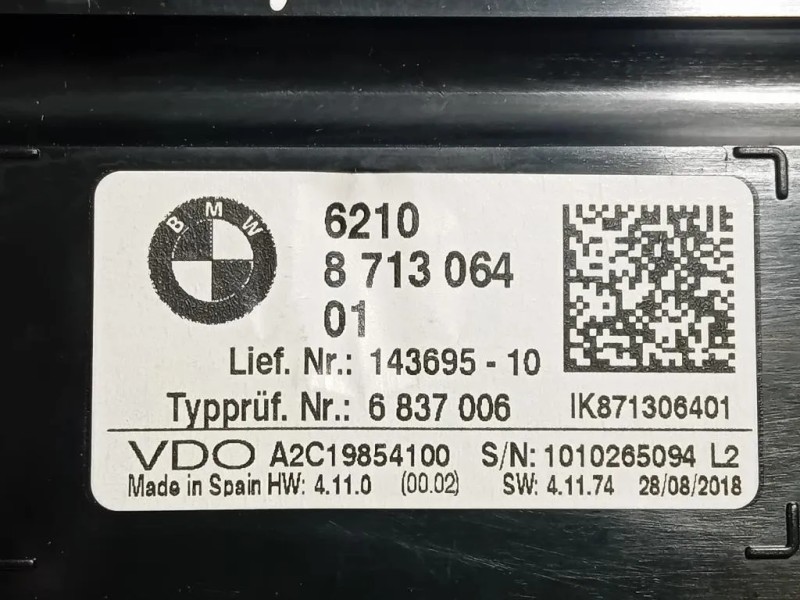 BMW
6210
8 713 064
01
Lief. Nr.: 143695 - 10
Typprüf. Nr.: 6 837 006
IK871306401
VDO A2C19854100 S/N: 1010265094 L2
Made in Spain HW: 4.11.0 (00.02) SW: 4.11.74 28/08/2018